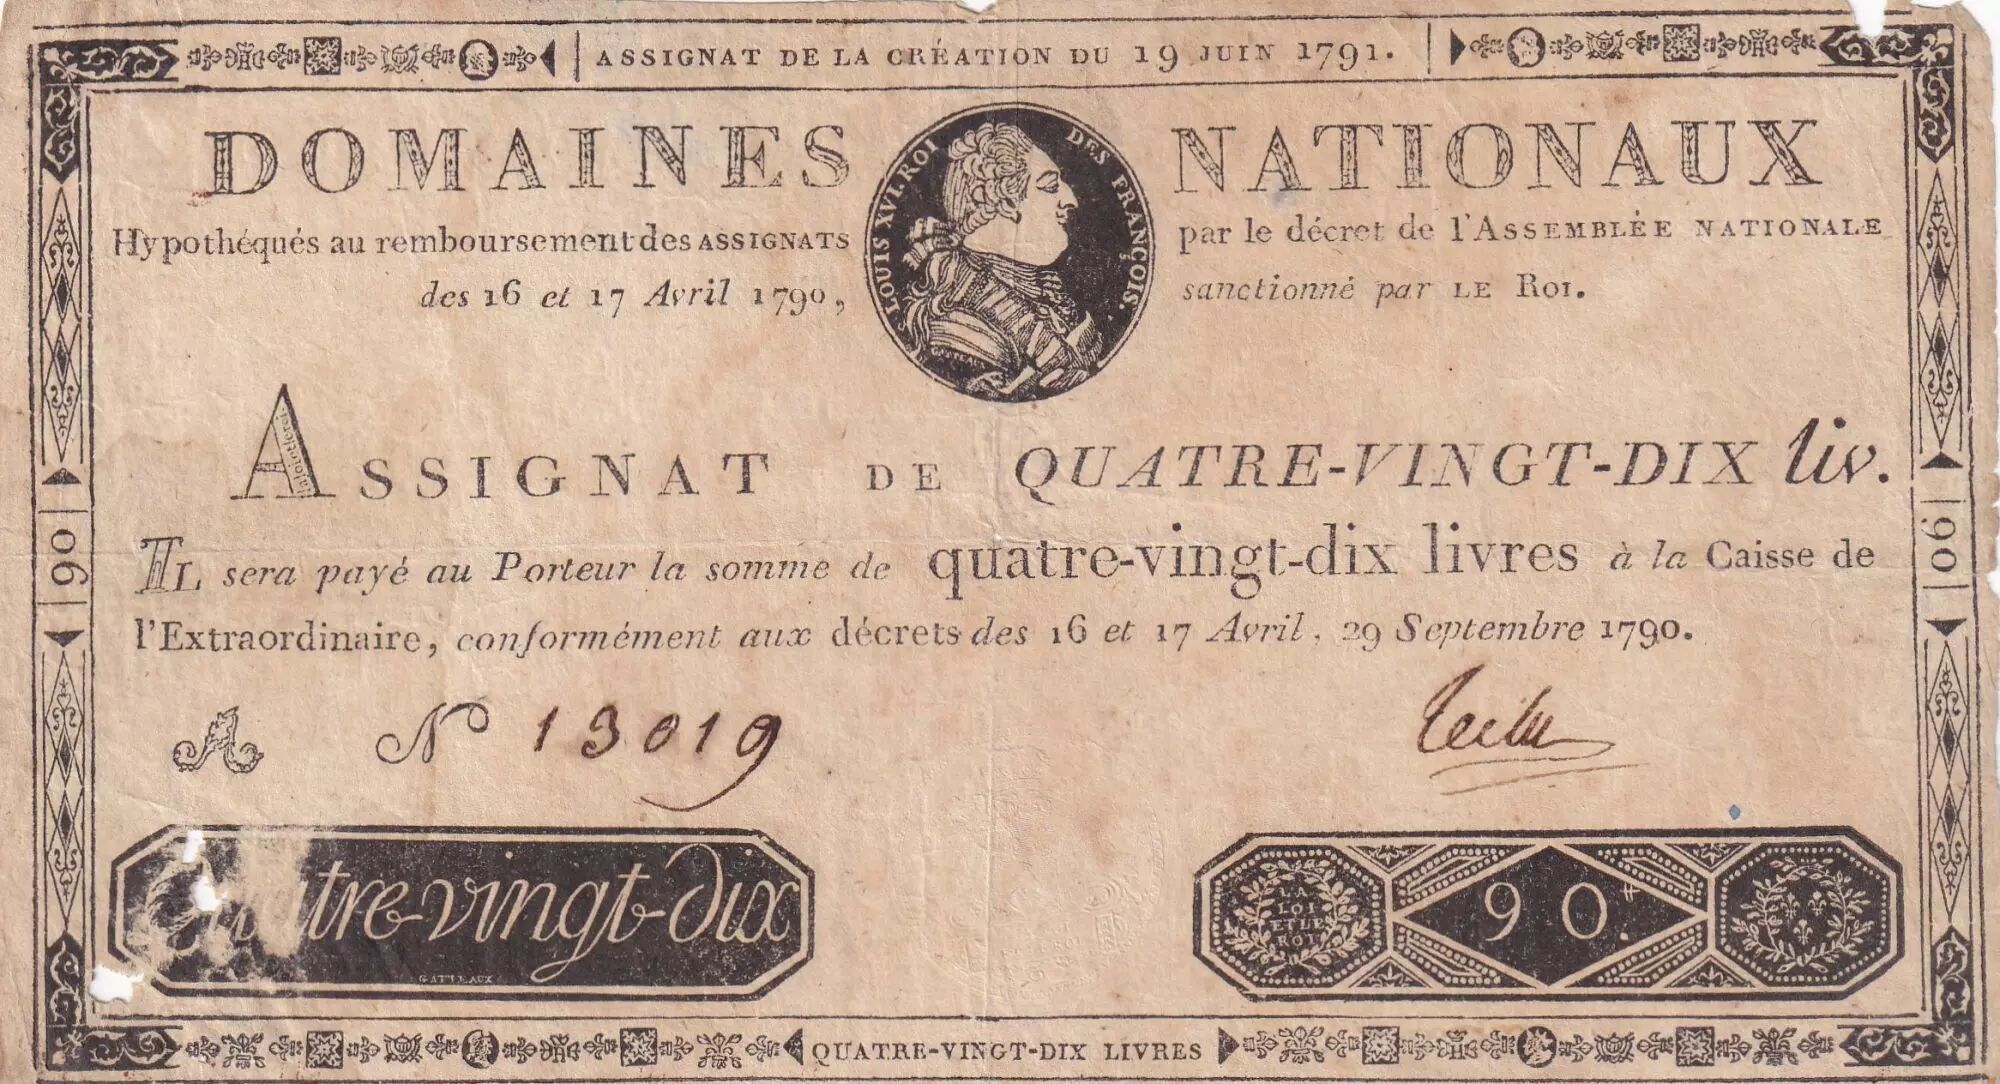 ASSIGNAT DE LA CRÉATION DU 19 JUIN 1791.
DOMAINES NATIONAUX
LOUIS XVI. ROI DES FRANÇOIS.
Hypothéqués au remboursement des ASSIGNATS par le décret de l'ASSEMBLÉE NATIONALE
des 16 et 17 Avril 1790, sanctionné par LE ROI.
ASSIGNAT DE QUATRE-VINGT-DIX liv.
90
90
IL sera payé au Porteur la somme de quatre-vingt-dix livres à la Caisse de
l'Extraordinaire, conformément aux décrets des 16 et 17 Avril, 29 Septembre 1790.
A N 13019
Quatre-vingt-dix
GATTEAUX
LA
LOI
ET LE
ROI
90.
QUATRE-VINGT-DIX LIVRES